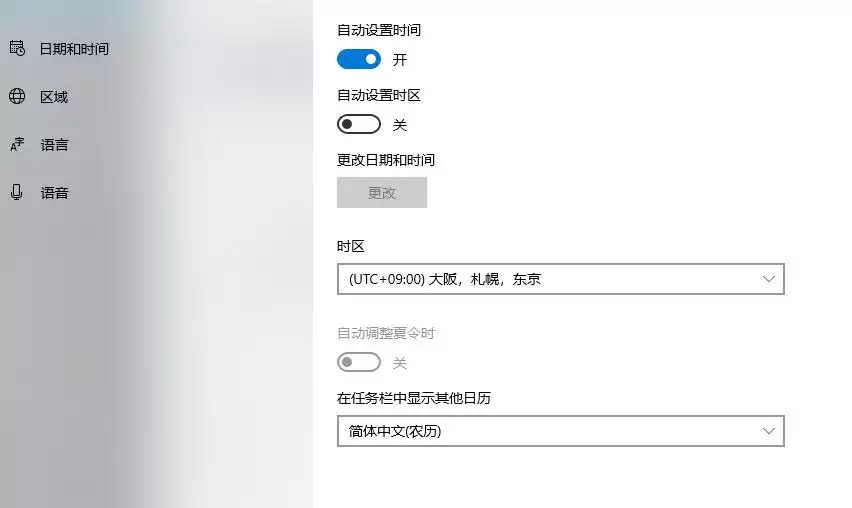 日期和时间
区域
语言
语音
自动设置时间
开
自动设置时区
关
更改日期和时间
更改
时区
(UTC+09:00) 大阪，札幌，东京
自动调整夏令时
关
在任务栏中显示其他日历
简体中文(农历)